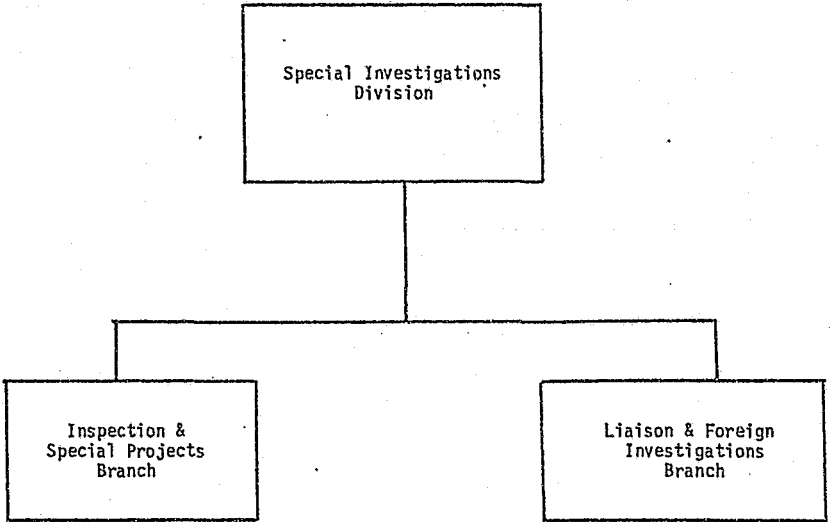 Special Investigations
Division
Inspection &
Special Projects
Branch
Liaison & Foreign
Investigations
Branch